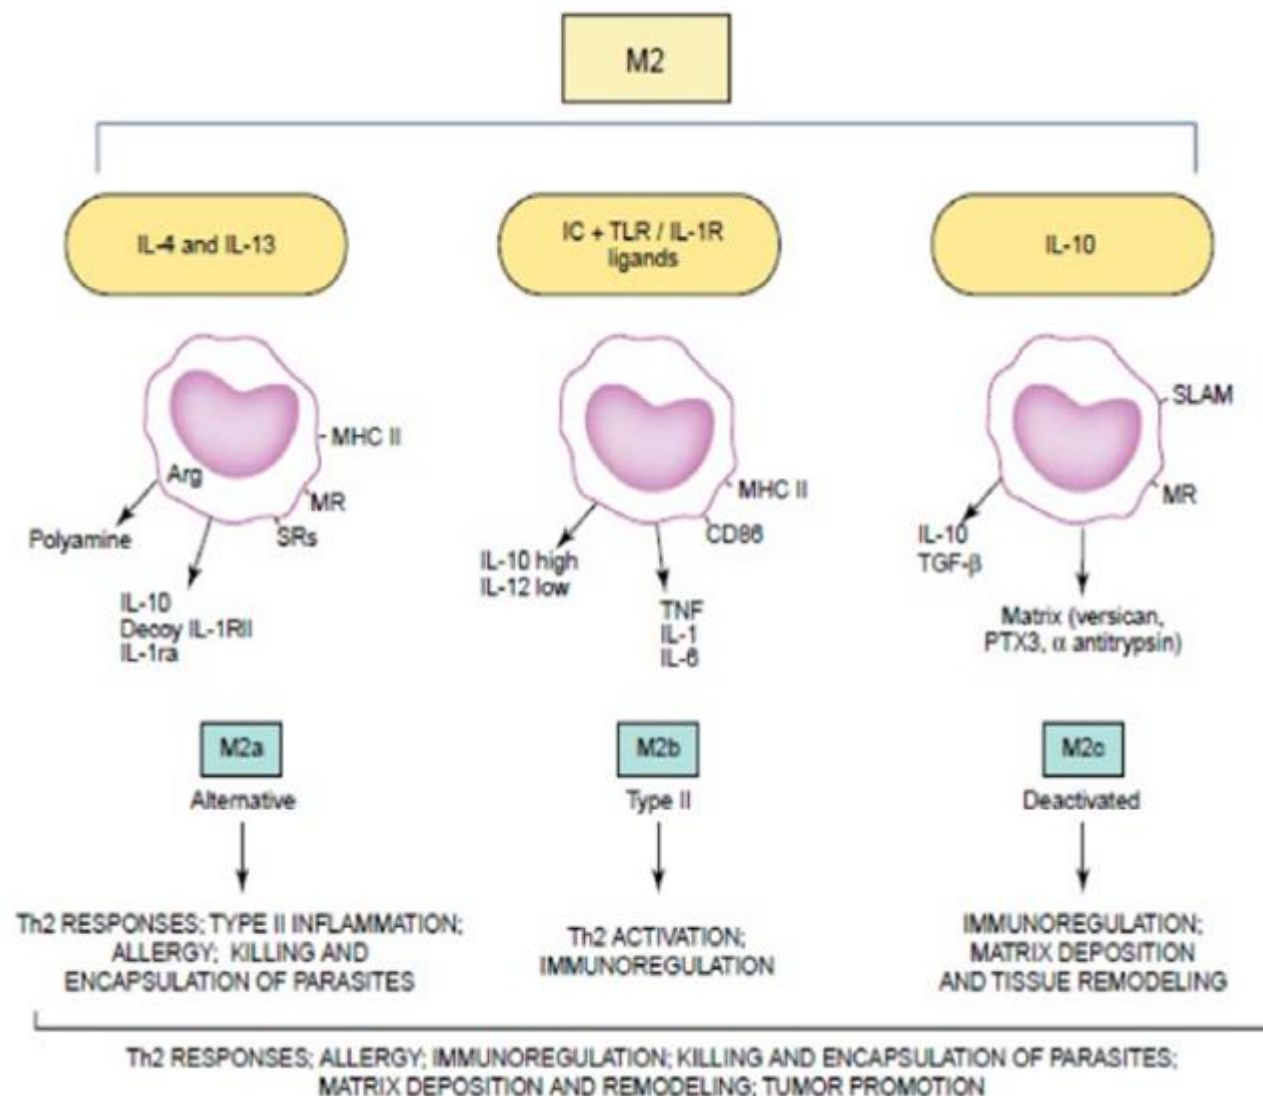 M2
IL-4 and IL-13
IC + TLR / IL-1R
ligands
IL-10
Arg
MHC II
MR
SRs
Polyamine
IL-10
Decoy IL-1RII
IL-1ra
MHC II
CD86
IL-10 high
IL-12 low
TNF
IL-1
IL-6
SLAM
MR
IL-10
TGF-β
Matrix (versican,
PTX3, α antitrypsin)
M2a
Alternative
M2b
Type II
M2c
Deactivated
Th2 RESPONSES; TYPE II INFLAMMATION;
ALLERGY; KILLING AND
ENCAPSULATION OF PARASITES
Th2 ACTIVATION;
IMMUNOREGULATION
IMMUNOREGULATION;
MATRIX DEPOSITION
AND TISSUE REMODELING
Th2 RESPONSES; ALLERGY; IMMUNOREGULATION; KILLING AND ENCAPSULATION OF PARASITES;
MATRIX DEPOSITION AND REMODELING; TUMOR PROMOTION